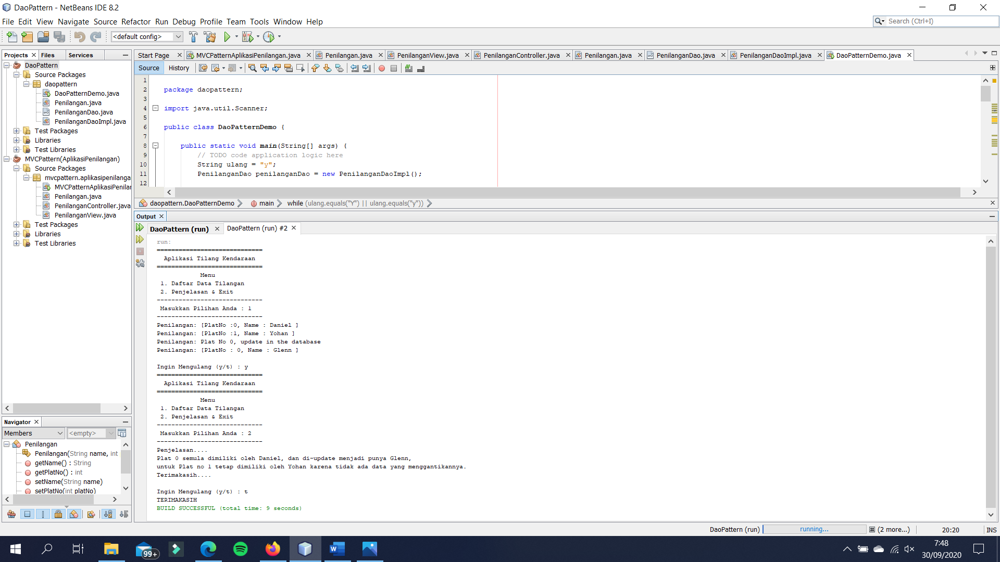 DaoPattern - NetBeans IDE 8.2
File Edit View Navigate Source Refactor Run Debug Profile Team Tools Window Help
Search (Ctrl+I)
<default config>
Projects Files Services
DaoPattern
Source Packages
daopattern
DaoPatternDemo.java
Penilangan.java
PenilanganDao.java
PenilanganDaoImpl.java
Test Packages
Libraries
Test Libraries
MVCPattern(AplikasiPenilangan)
Source Packages
mvcpattern.aplikasipenilanga
MVCPatternAplikasiPenilar
Penilangan.java
PenilanganController.java
PenilanganView.java
Test Packages
Libraries
Test Libraries
Navigator
Members <empty>
Penilangan
Penilangan(String name, int
getName() : String
getPlatNo() : int
setName(String name)
setPlatNo(int platNo)
Start Page MVCPatternAplikasiPenilangan.java Penilangan.java PenilanganView.java PenilanganController.java Penilangan.java PenilanganDao.java PenilanganDaoImpl.java DaoPatternDemo.java
Source History
1
2 package daopattern;
3
4 import java.util.Scanner;
5
6 public class DaoPatternDemo {
7
8 public static void main(String[] args) {
9 // TODO code application logic here
10 String ulang = "y";
11 PenilanganDao penilanganDao = new PenilanganDaoImpl();
12
daopattern.DaoPatternDemo main while (ulang.equals("Y") || ulang.equals("y"))
Output
DaoPattern (run) DaoPattern (run) #2
run:
=============================
Aplikasi Tilang Kendaraan
=============================
Menu
1. Daftar Data Tilangan
2. Penjelasan & Exit
-----------------------------
Masukkan Pilihan Anda : 1
-----------------------------
Penilangan: [PlatNo :0, Name : Daniel ]
Penilangan: [PlatNo :1, Name : Yohan ]
Penilangan: Plat No 0, update in the database
Penilangan: [PlatNo : 0, Name : Glenn ]
Ingin Mengulang (y/t) : y
=============================
Aplikasi Tilang Kendaraan
=============================
Menu
1. Daftar Data Tilangan
2. Penjelasan & Exit
-----------------------------
Masukkan Pilihan Anda : 2
-----------------------------
Penjelasan....
Plat 0 semula dimiliki oleh Daniel, dan di-update menjadi punya Glenn,
untuk Plat no 1 tetap dimiliki oleh Yohan karena tidak ada data yang menggantikannya.
Terimakasih....
Ingin Mengulang (y/t) : t
TERIMAKASIH
BUILD SUCCESSFUL (total time: 9 seconds)
DaoPattern (run) running... (2 more...) 20:20 INS
99+
7:48
30/09/2020